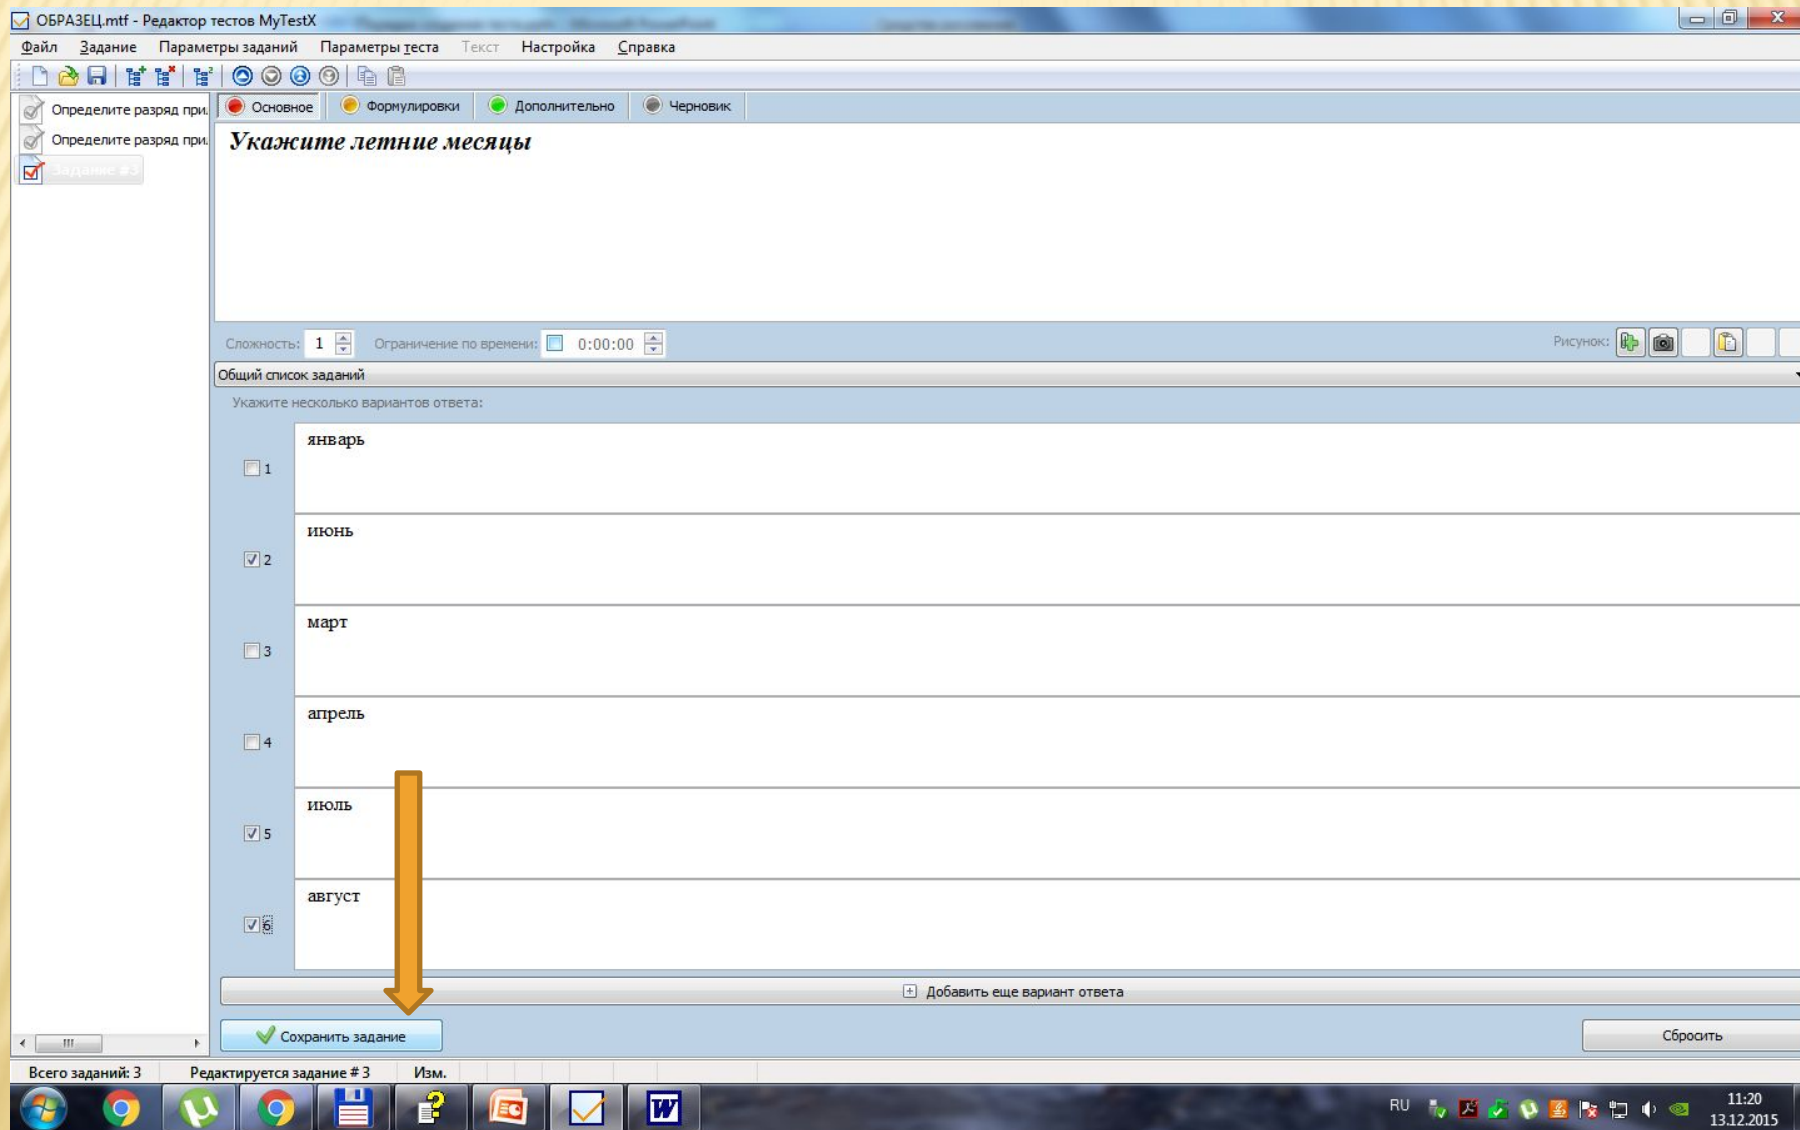 ОБРАЗЕЦ.mtf - Редактор тестов MyTestX
Файл Задание Параметры заданий Параметры теста Текст Настройка Справка
Определите разряд при.
Основное Формулировки Дополнительно Черновик
Определите разряд при.
Задание #3
Укажите летние месяцы
Сложность: 1 Ограничение по времени: 0:00:00 Рисунок:
Общий список заданий
Укажите несколько вариантов ответа:
январь
1
июнь
2
март
3
апрель
4
июль
5
август
6
Добавить еще вариант ответа
Сохранить задание Сбросить
Всего заданий: 3 Редактируется задание # 3 Изм.
RU 11:20
13.12.2015